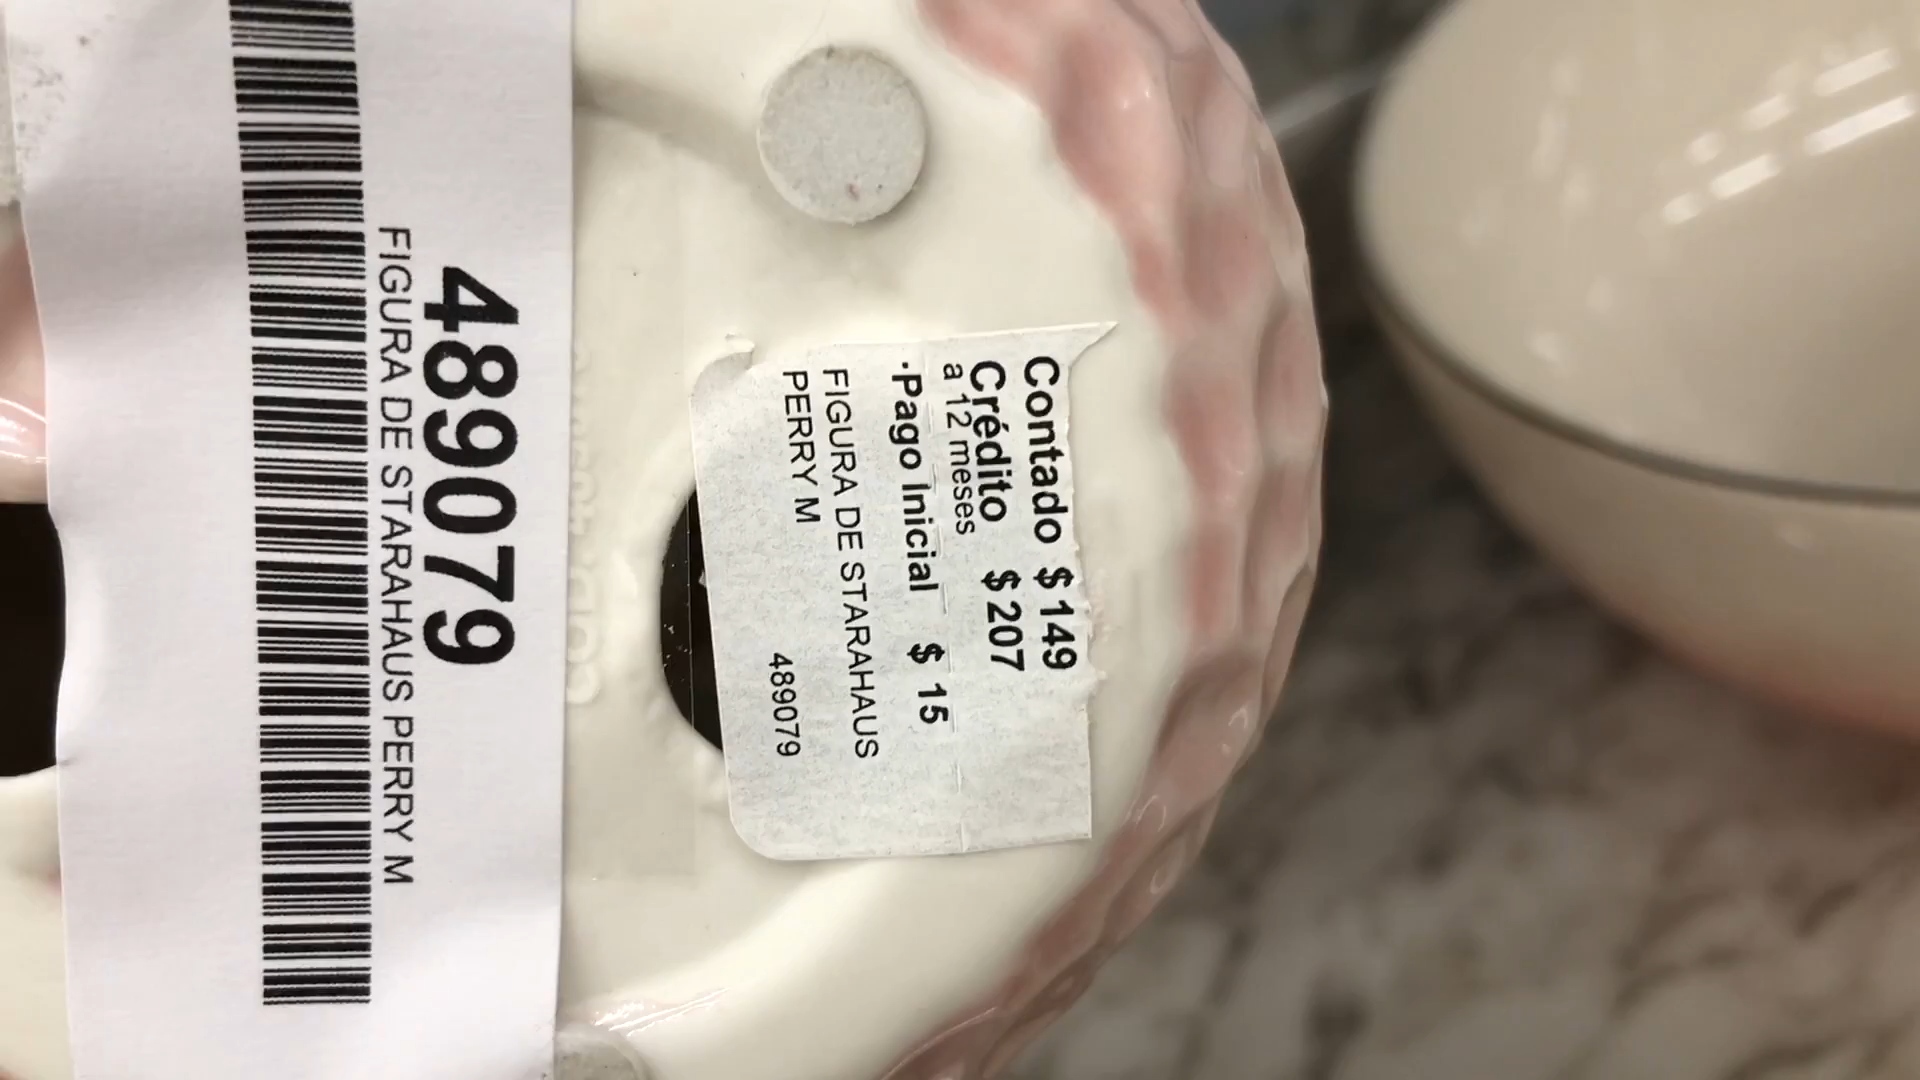 489079
FIGURA DE STARAHAUS PERRY M
Contado $ 149
Crédito $ 207
a 12 meses
·Pago Inicial $ 15
FIGURA DE STARAHAUS
PERRY M
489079